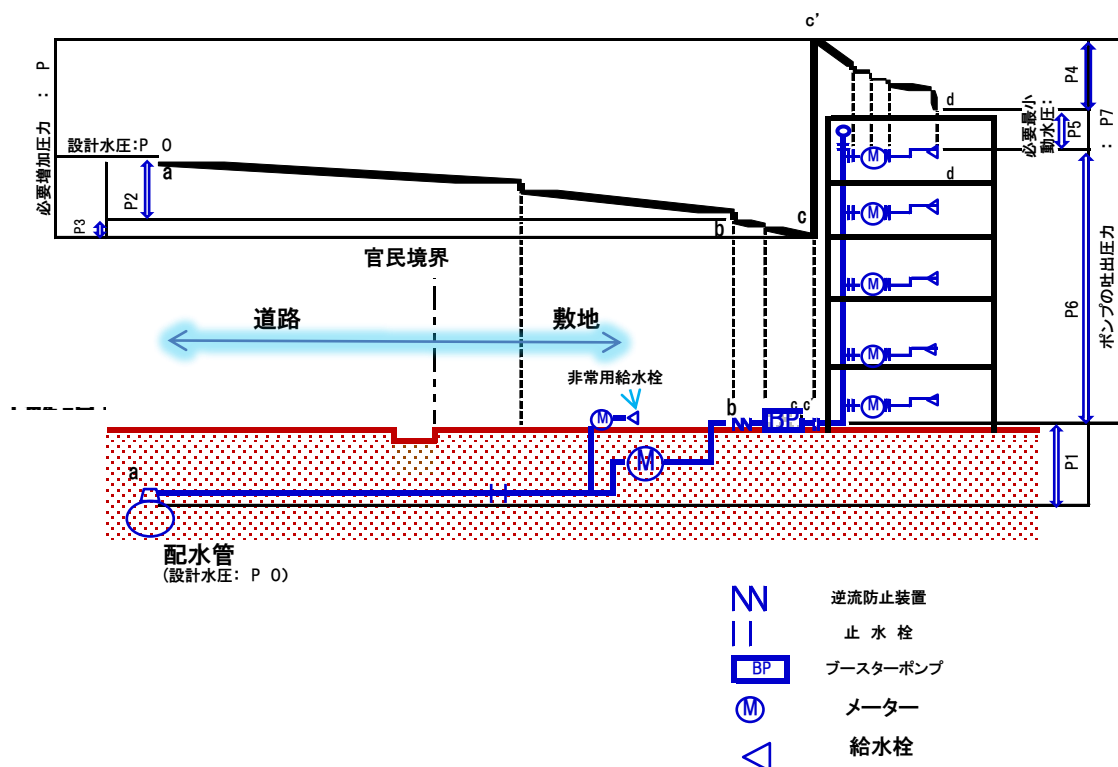 c'
必要増加圧力 : P
設計水圧:P 0
a
P2
P3
b
c
d
P4
必要最小
動水圧:
P5
P7
:
ポンプの吐出圧力
P6
P1
M
d
M
M
M
M
官民境界
道路
敷地
非常用給水栓
M
b
BP
c
c'
M
a
配水管
(設計水圧: P 0)
逆流防止装置
止 水 栓
BP
ブースターポンプ
M
メーター
給水栓